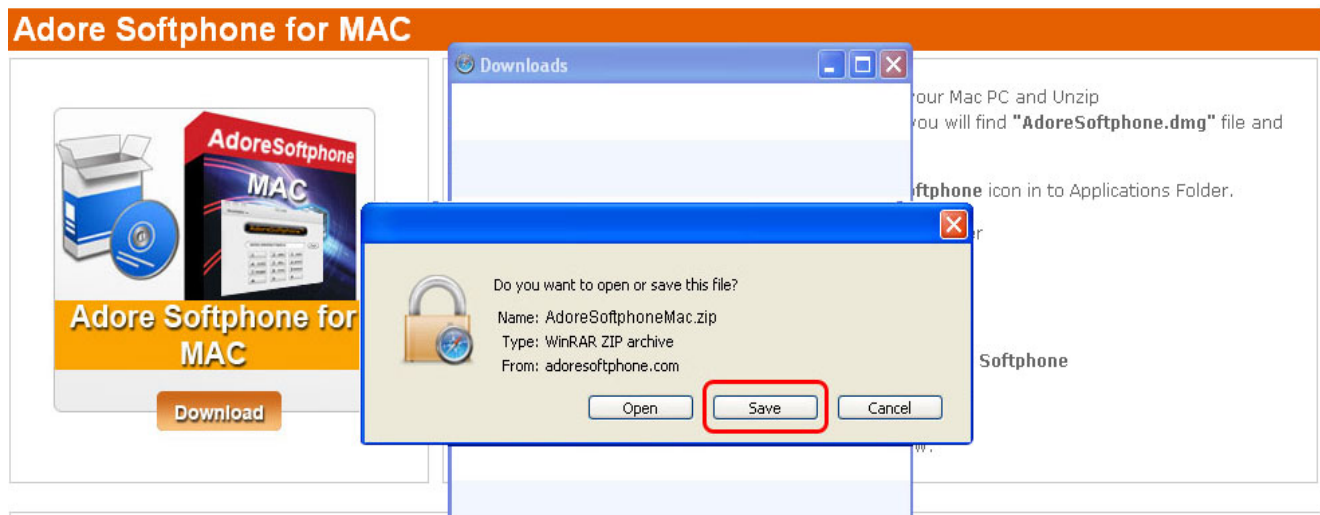 Adore Softphone for MAC
Downloads
your Mac PC and Unzip
you will find "AdoreSoftphone.dmg" file and
ftphone icon in to Applications Folder.
AdoreSoftphone
MAC
Adore Softphone for
MAC
Download
Do you want to open or save this file?
Name: AdoreSoftphoneMac.zip
Type: WinRAR ZIP archive
From: adoresoftphone.com
Open Save Cancel
Softphone